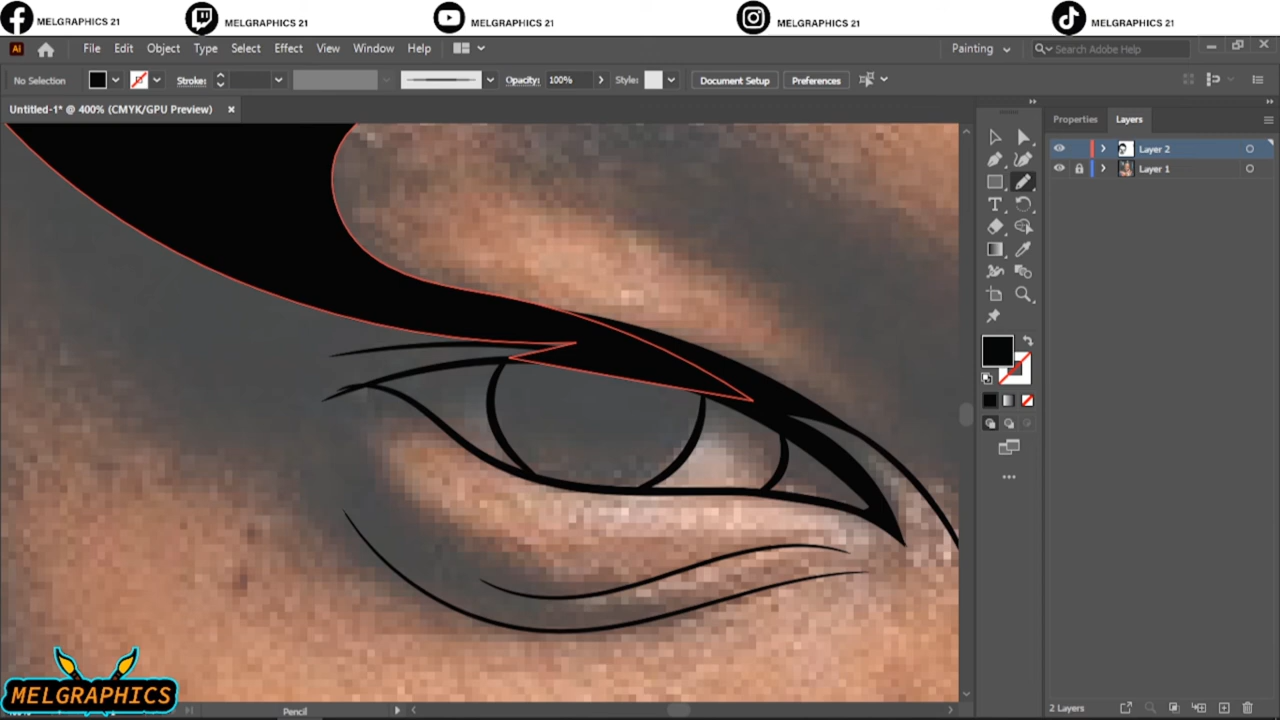 MELGRAPHICS 21 MELGRAPHICS 21 MELGRAPHICS 21 MELGRAPHICS 21 MELGRAPHICS 21
Ai File Edit Object Type Select Effect View Window Help Painting Search Adobe Help
No Selection Stroke: Opacity: 100% Style: Document Setup Preferences
Untitled-1* @ 400% (CMYK/GPU Preview)
Properties Layers
Layer 2
Layer 1
MELGRAPHICS
Pencil
2 Layers